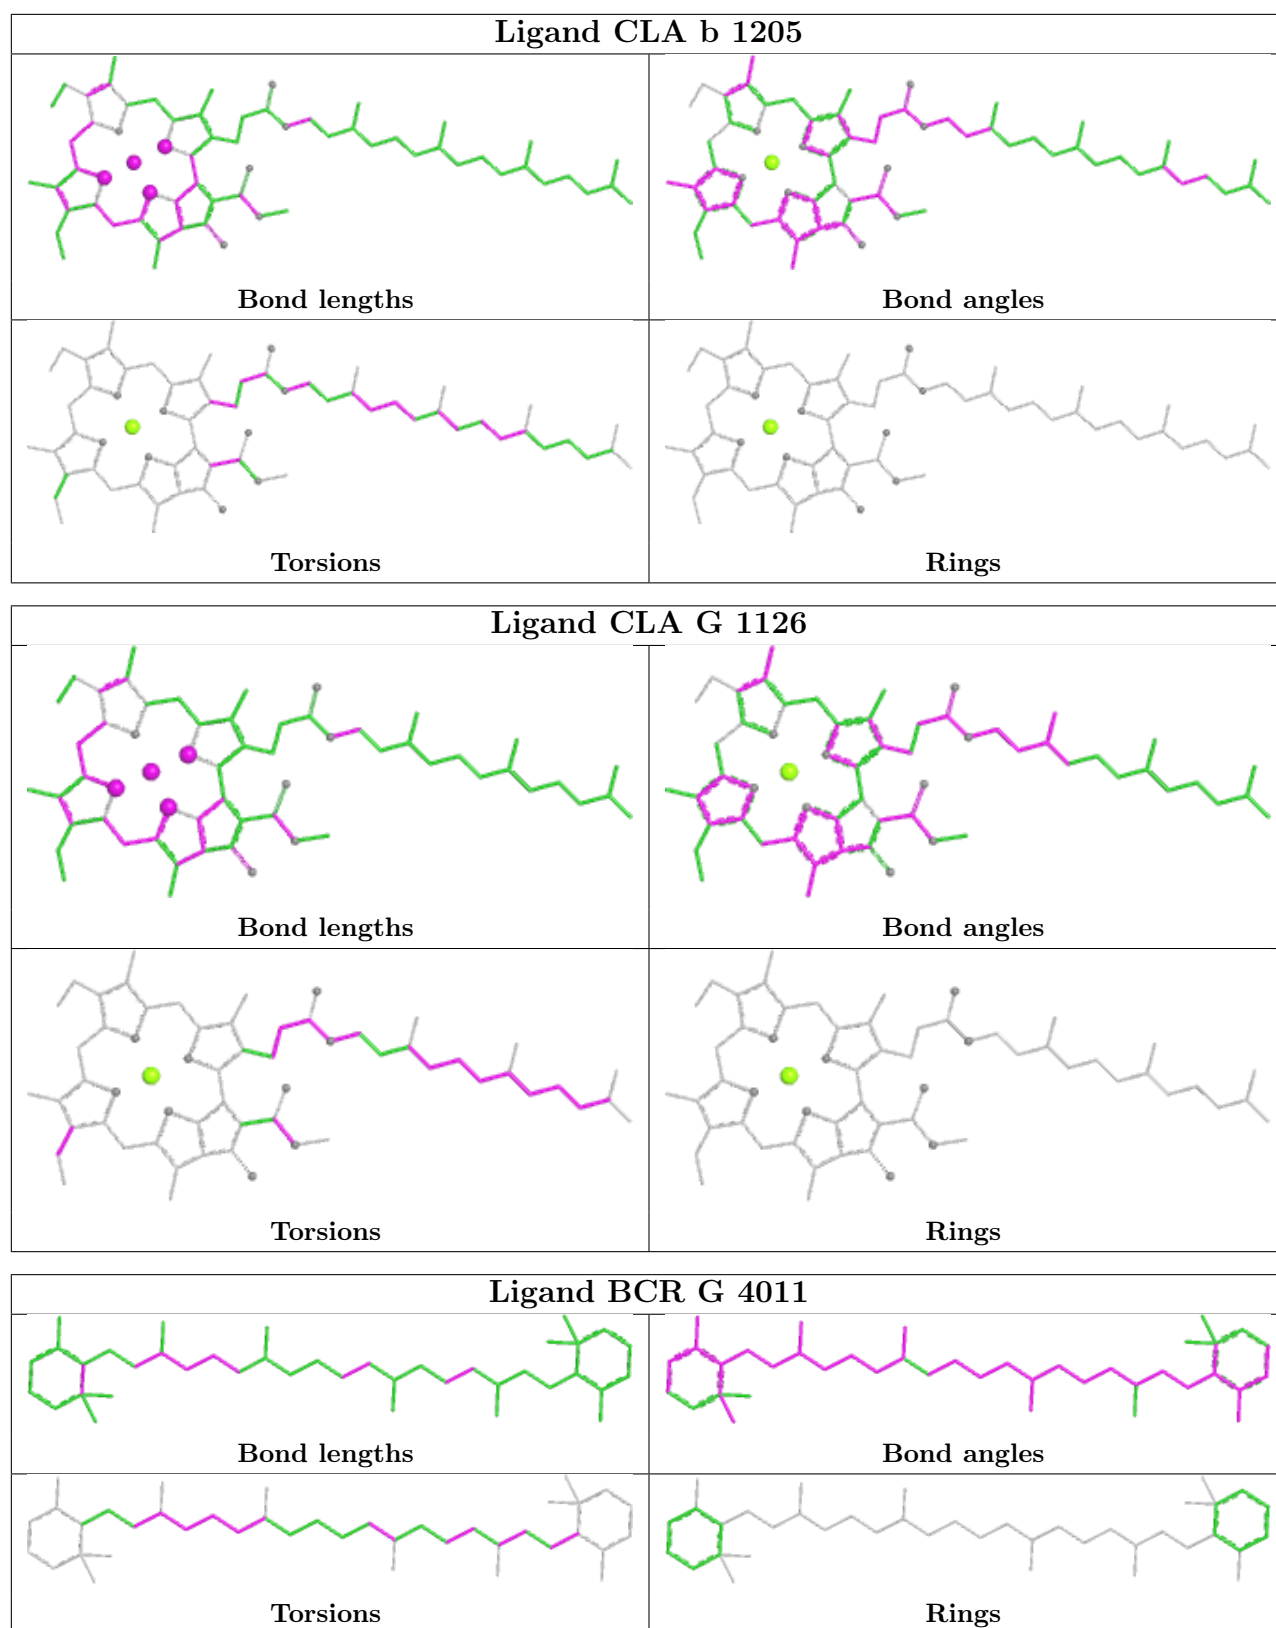 Ligand CLA b 1205
Bond lengths
Bond angles
Torsions
Rings
Ligand CLA G 1126
Bond lengths
Bond angles
Torsions
Rings
Ligand BCR G 4011
Bond lengths
Bond angles
Torsions
Rings